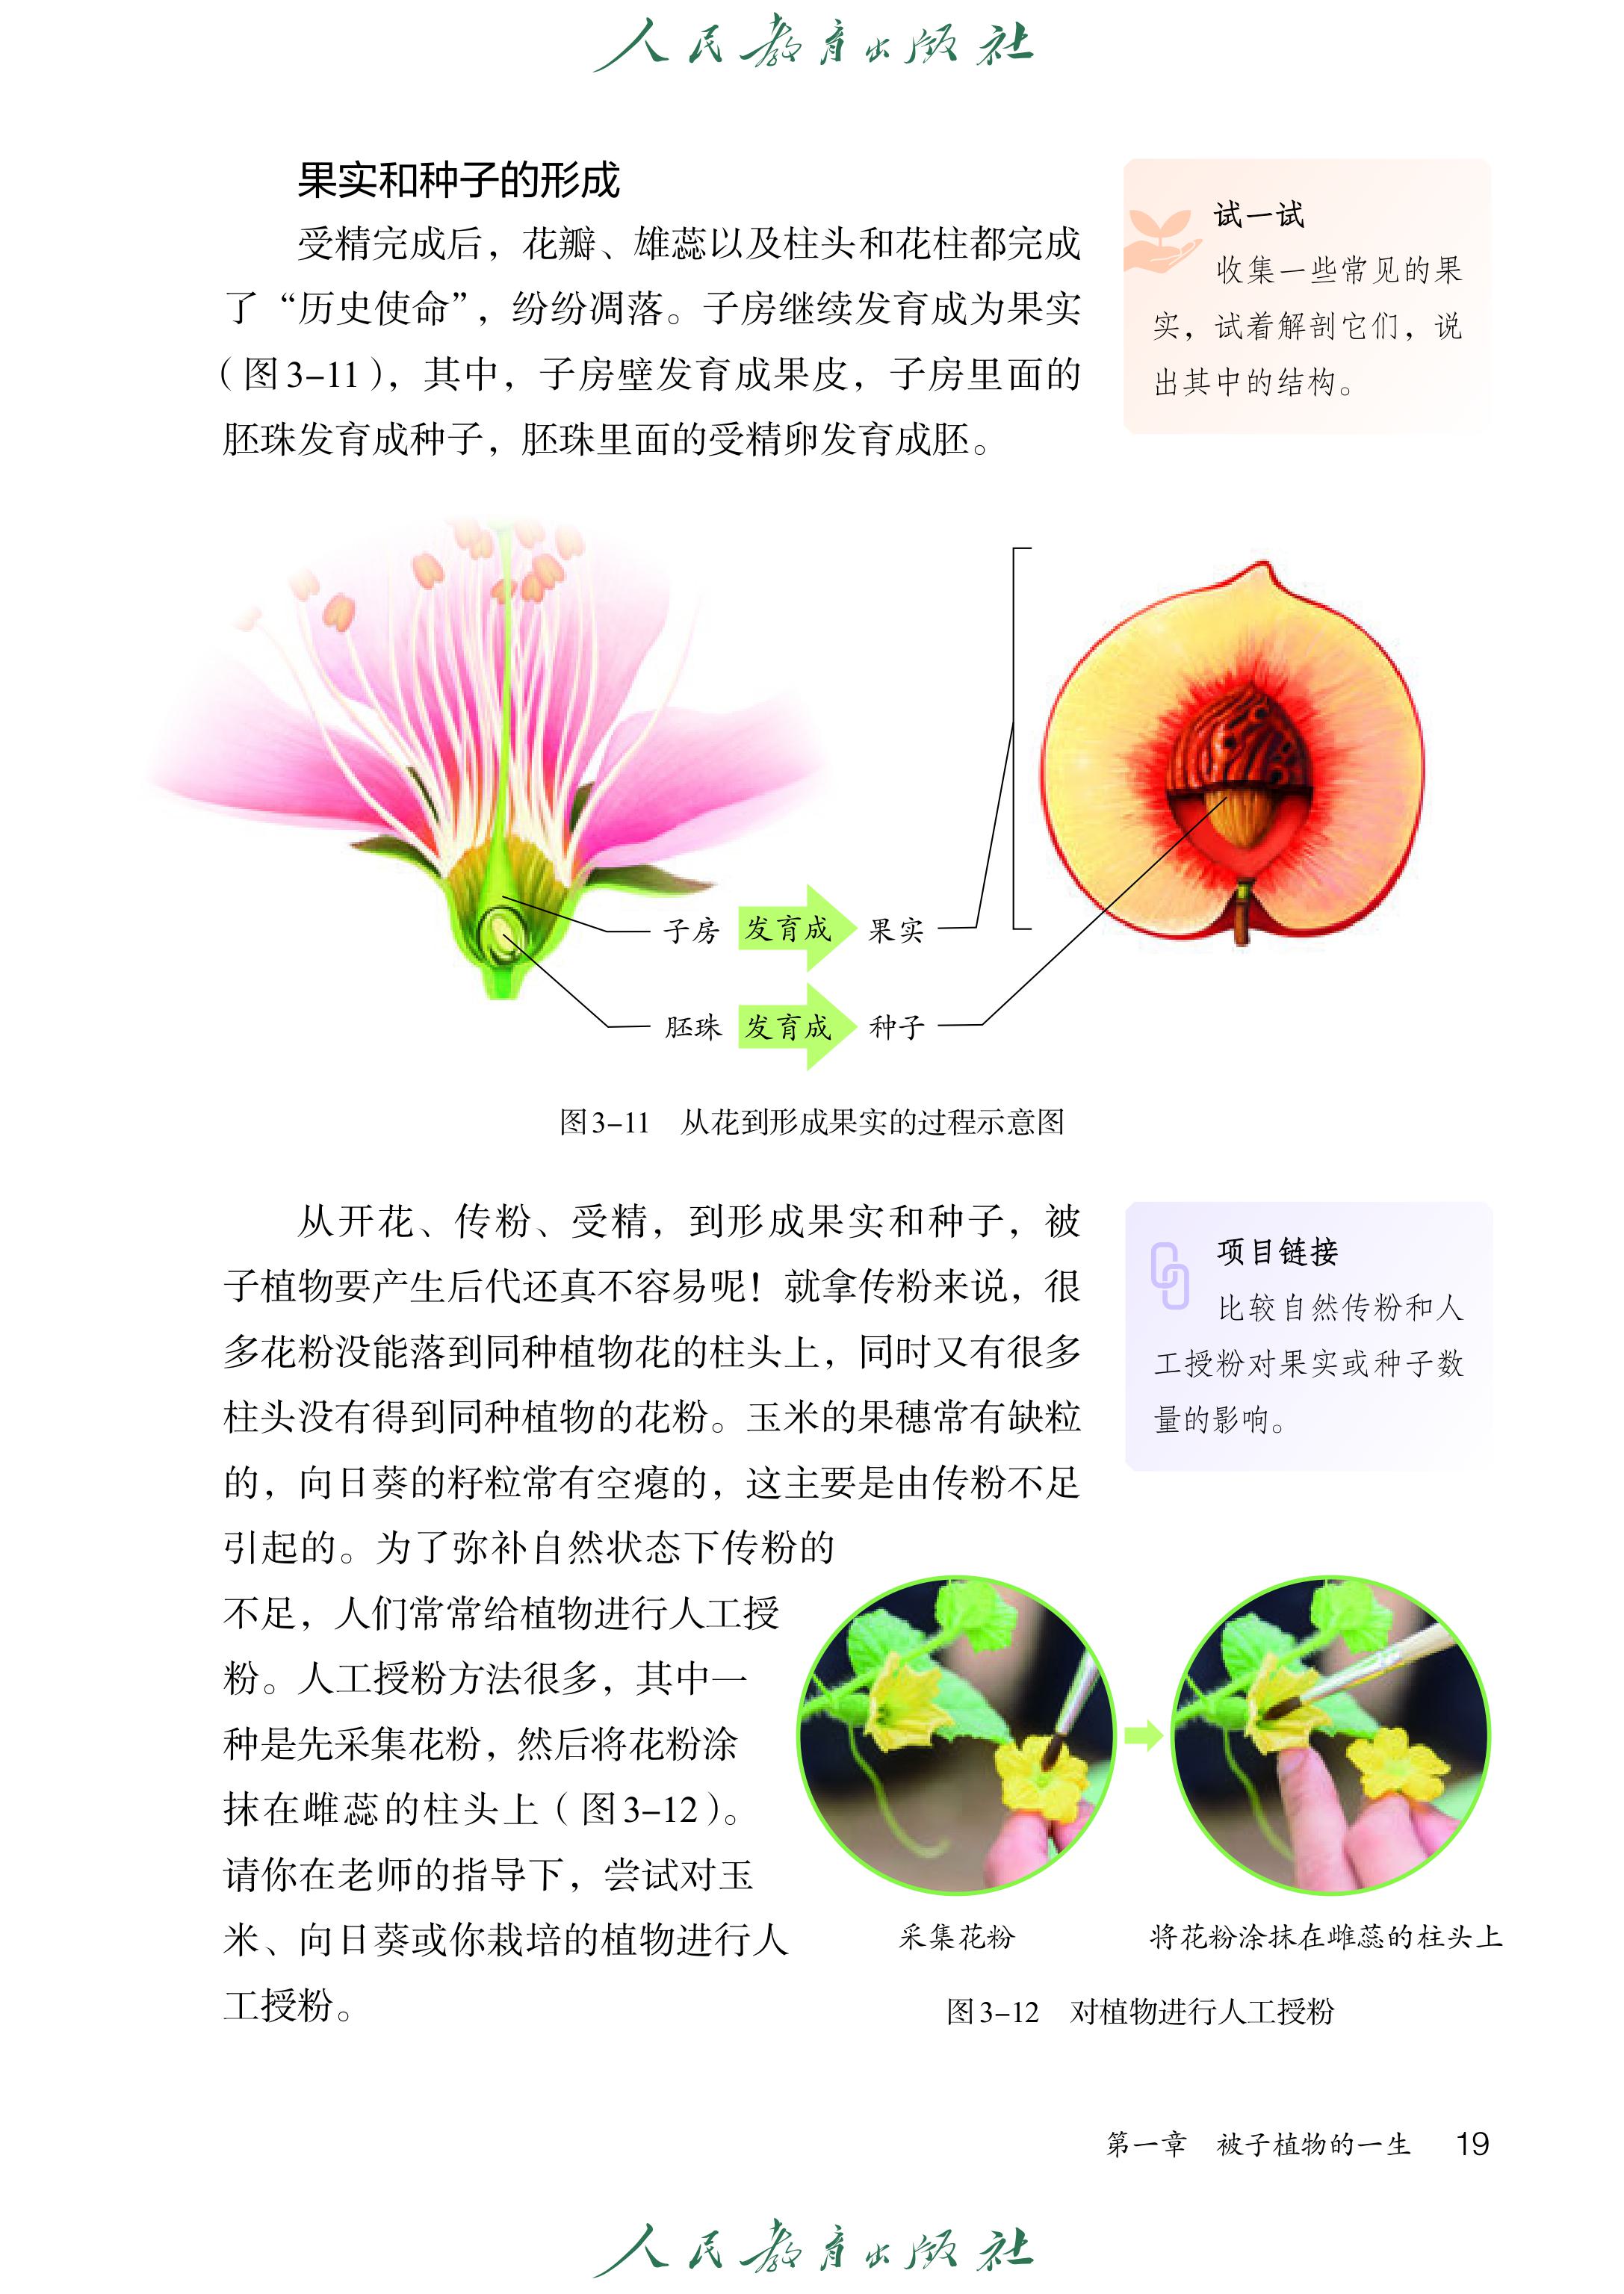 人民教育出版社
果实和种子的形成
受精完成后，花瓣、雄蕊以及柱头和花柱都完成
了“历史使命”，纷纷凋落。子房继续发育成为果实
（图3-11），其中，子房壁发育成果皮，子房里面的
胚珠发育成种子，胚珠里面的受精卵发育成胚。
试一试
收集一些常见的果
实，试着解剖它们，说
出其中的结构。
子房 发育成 果实
胚珠 发育成 种子
图3-11 从花到形成果实的过程示意图
从开花、传粉、受精，到形成果实和种子，被
子植物要产生后代还真不容易呢！就拿传粉来说，很
多花粉没能落到同种植物花的柱头上，同时又有很多
柱头没有得到同种植物的花粉。玉米的果穗常有缺粒
的，向日葵的籽粒常有空瘪的，这主要是由传粉不足
引起的。为了弥补自然状态下传粉的
不足，人们常常给植物进行人工授
粉。人工授粉方法很多，其中一
种是先采集花粉，然后将花粉涂
抹在雌蕊的柱头上（图3-12）。
请你在老师的指导下，尝试对玉
米、向日葵或你栽培的植物进行人
工授粉。
项目链接
比较自然传粉和人
工授粉对果实或种子数
量的影响。
采集花粉
将花粉涂抹在雌蕊的柱头上
图3-12 对植物进行人工授粉
第一章 被子植物的一生 19
人民教育出版社